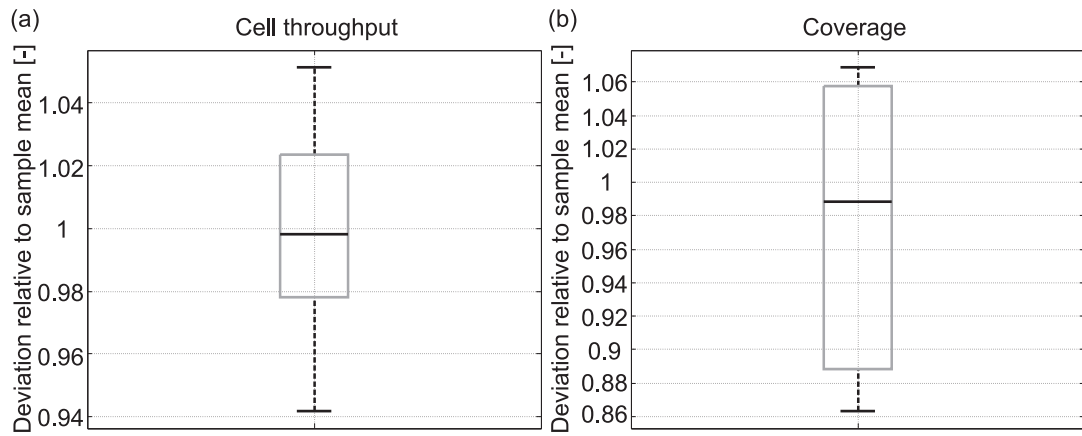 (a)
Cell throughput
Deviation relative to sample mean [-]
1.04
1.02
1
0.98
0.96
0.94
(b)
Coverage
Deviation relative to sample mean [-]
1.06
1.04
1.02
1
0.98
0.96
0.94
0.92
0.9
0.88
0.86